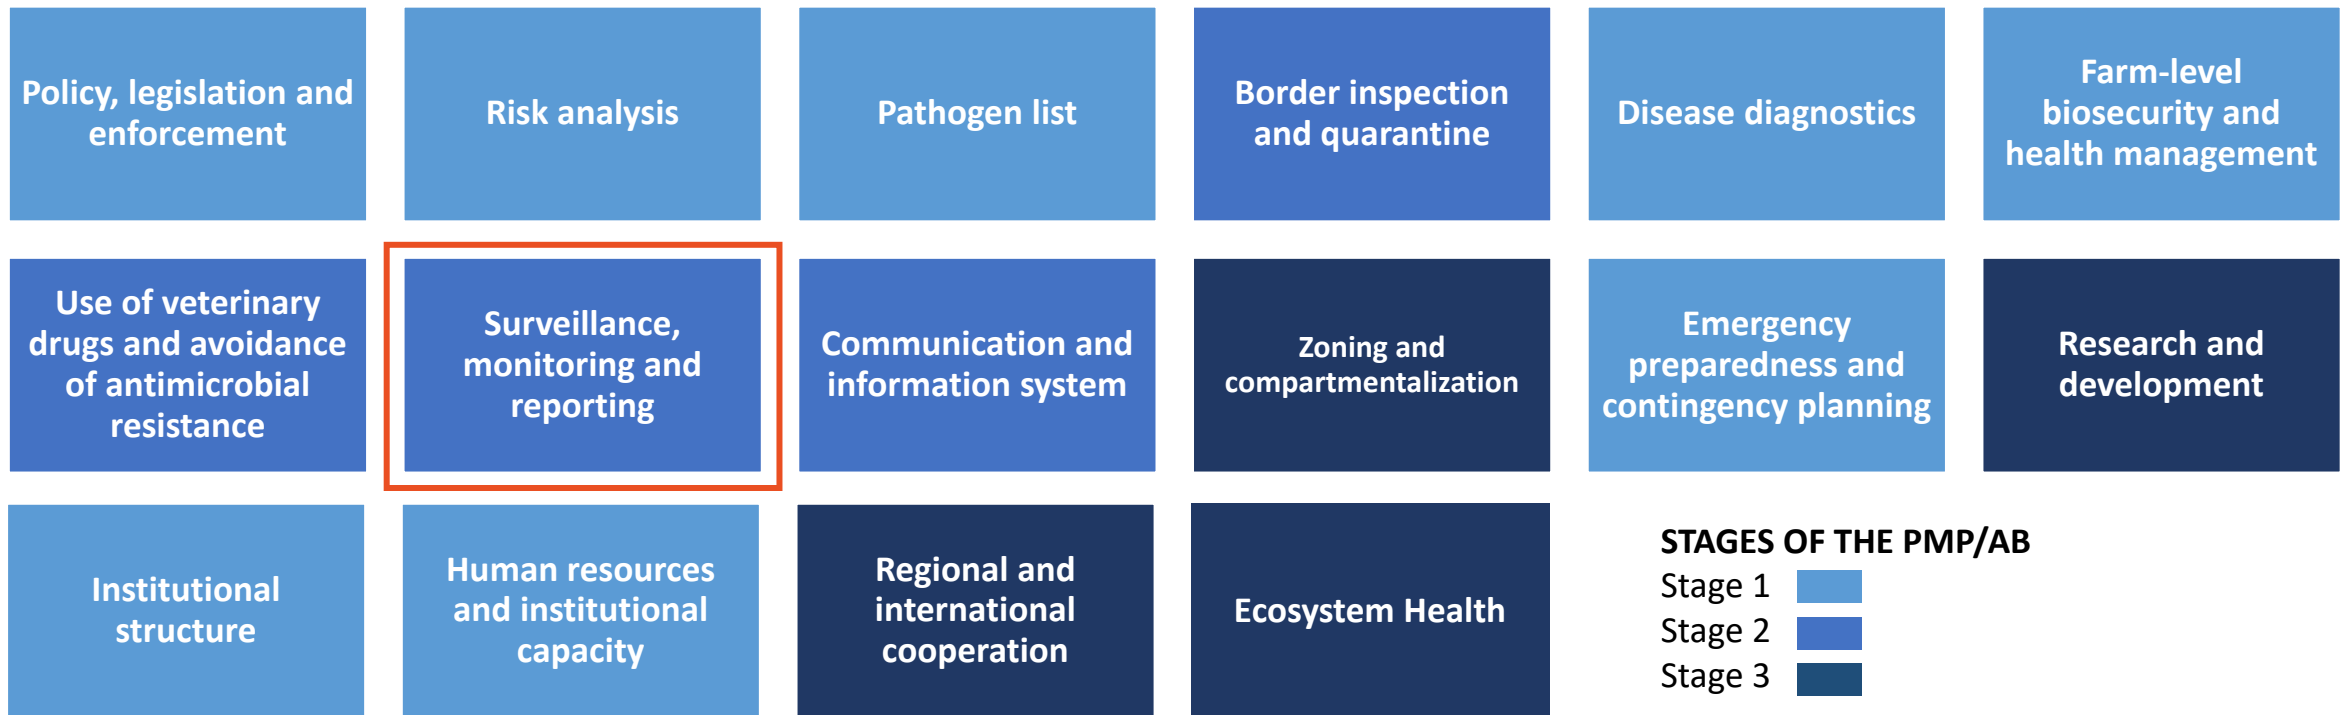 Policy, legislation and
enforcement
Risk analysis
Pathogen list
Border inspection
and quarantine
Disease diagnostics
Farm-level
biosecurity and
health management
Use of veterinary
drugs and avoidance
of antimicrobial
resistance
Surveillance,
monitoring and
reporting
Communication and
information system
Zoning and
compartmentalization
Emergency
preparedness and
contingency planning
Research and
development
Institutional
structure
Human resources
and institutional
capacity
Regional and
international
cooperation
Ecosystem Health
STAGES OF THE PMP/AB
Stage 1
Stage 2
Stage 3